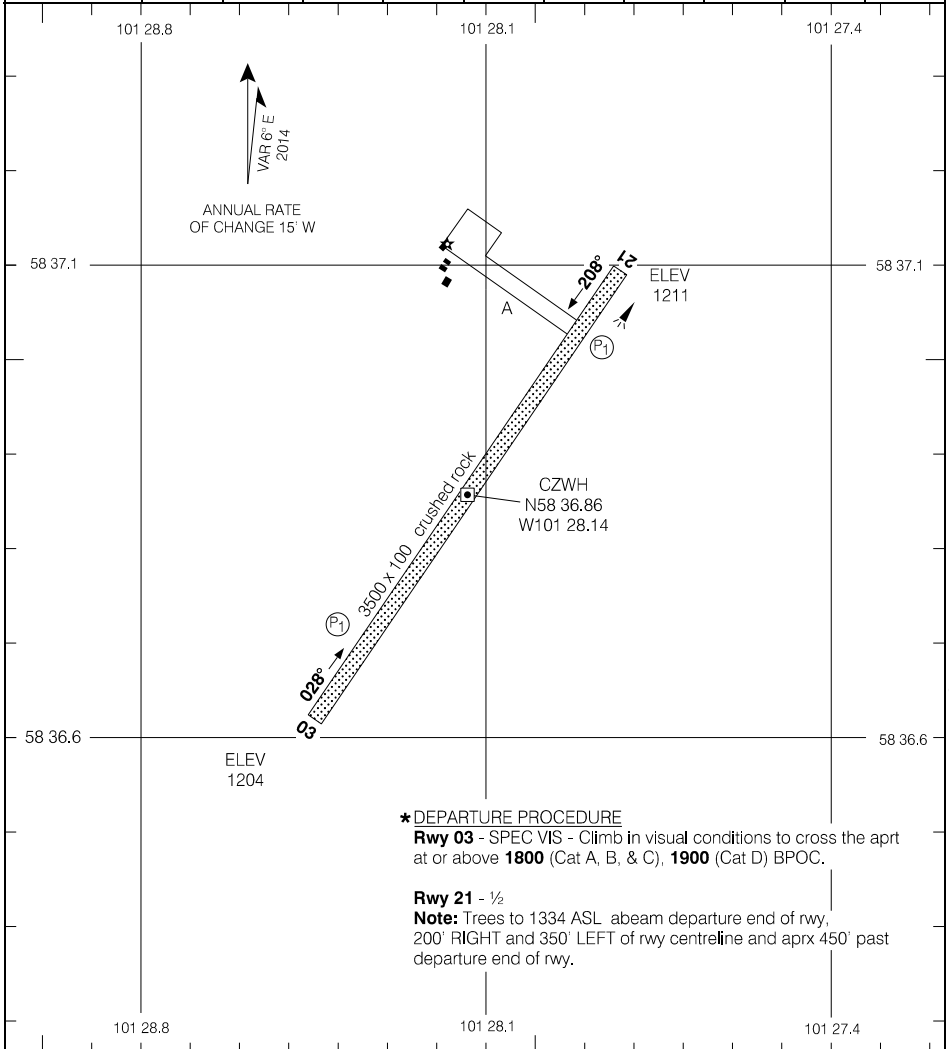 101 28.8
101 28.1
101 27.4
VAR 6° E
2014
ANNUAL RATE
OF CHANGE 15' W
58 37.1
58 37.1
21
208°
ELEV
1211
A
P1
CZWH
N58 36.86
W101 28.14
3500 x 100 crushed rock
P1
028°
03
58 36.6
58 36.6
ELEV
1204
* DEPARTURE PROCEDURE
Rwy 03 - SPEC VIS - Climb in visual conditions to cross the aprt
at or above 1800 (Cat A, B, & C), 1900 (Cat D) BPOC.
Rwy 21 - ½
Note: Trees to 1334 ASL abeam departure end of rwy,
200' RIGHT and 350' LEFT of rwy centreline and aprx 450' past
departure end of rwy.
101 28.8
101 28.1
101 27.4